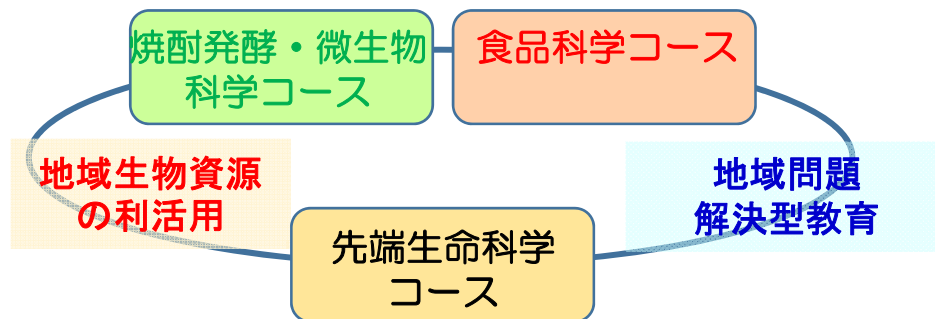 焼酎発酵・微生物
科学コース
食品科学コース
地域生物資源
の利活用
地域問題
解決型教育
先端生命科学
コース